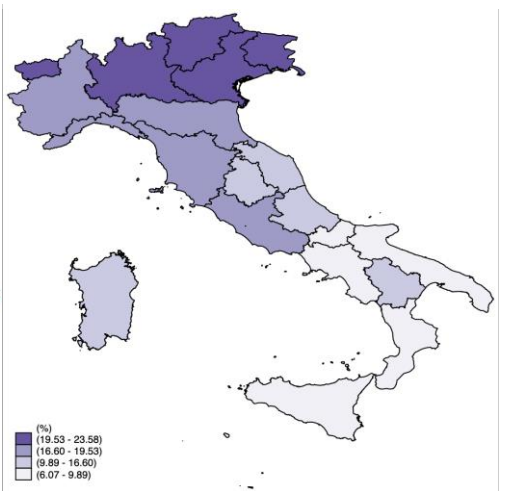 (%)
(19.53 - 23.58)
(16.60 - 19.53)
(9.89 - 16.60)
(6.07 - 9.89)